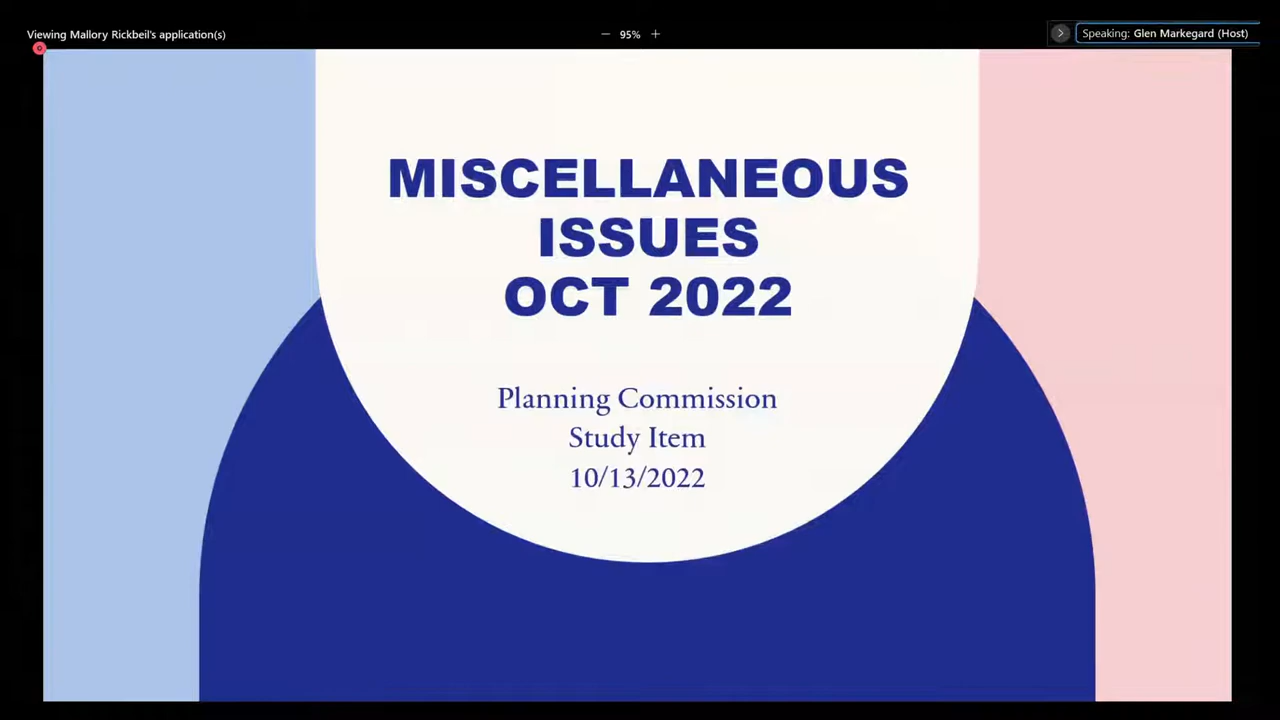 Viewing Mallory Rickbeil's application(s)
— 95% +
Speaking: Glen Markegard (Host)
MISCELLANEOUS
ISSUES
OCT 2022
Planning Commission
Study Item
10/13/2022